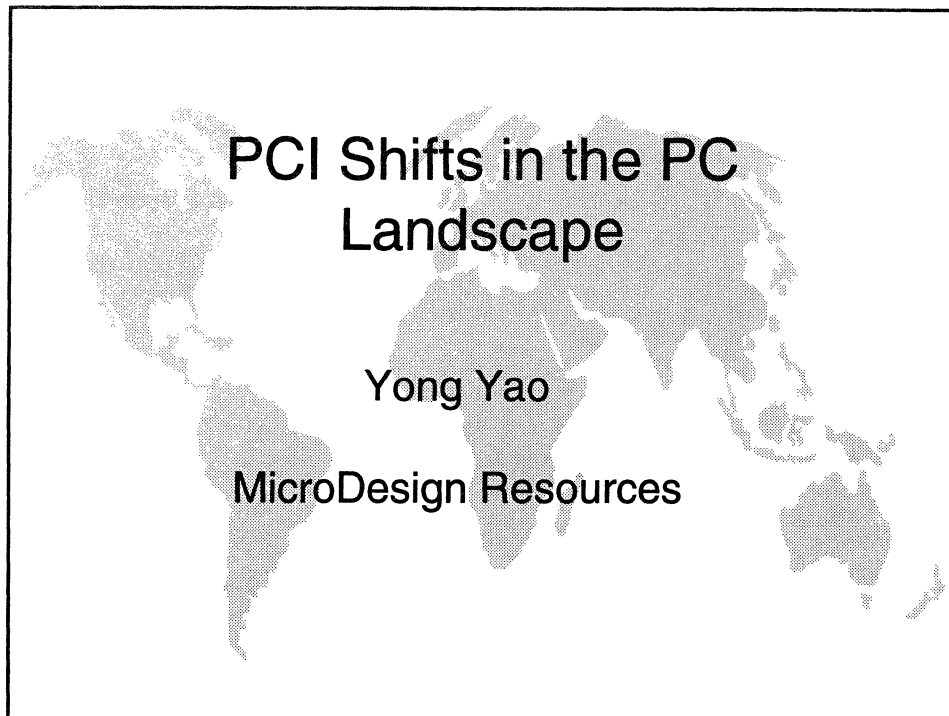 PCI Shifts in the PC
Landscape
Yong Yao
MicroDesign Resources